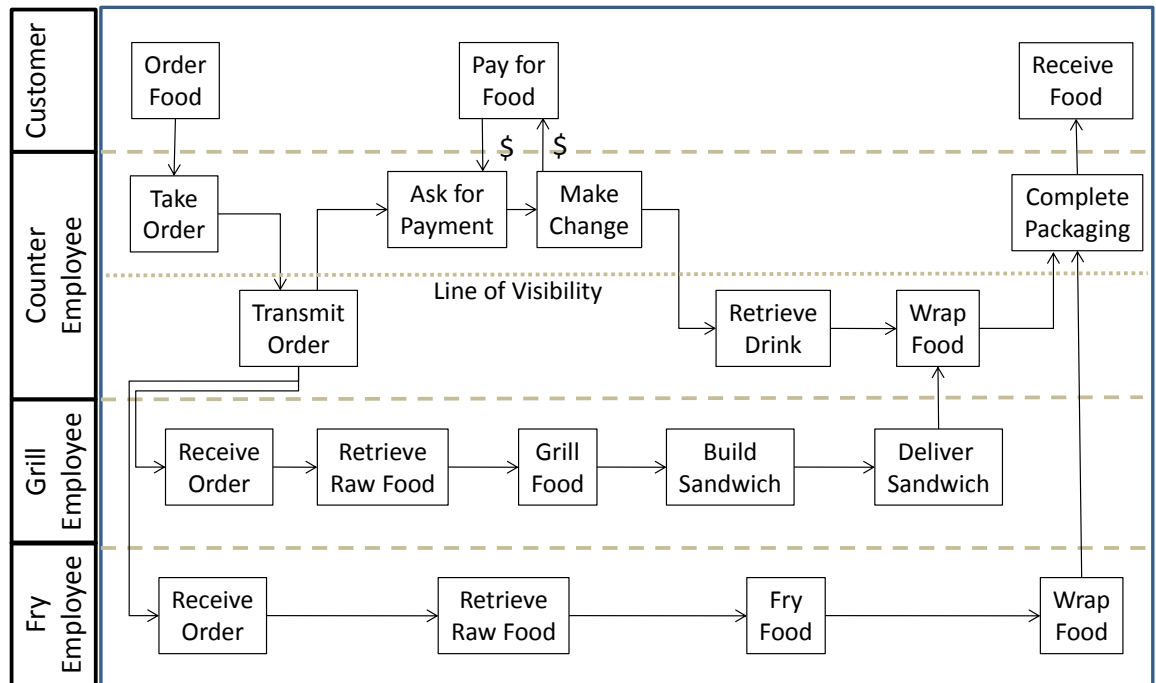 Customer
Order
Food
Pay for
Food
Receive
Food
$
$
Counter
Employee
Take
Order
Ask for
Payment
Make
Change
Complete
Packaging
Line of Visibility
Transmit
Order
Retrieve
Drink
Wrap
Food
Grill
Employee
Receive
Order
Retrieve
Raw Food
Grill
Food
Build
Sandwich
Deliver
Sandwich
Fry
Employee
Receive
Order
Retrieve
Raw Food
Fry
Food
Wrap
Food